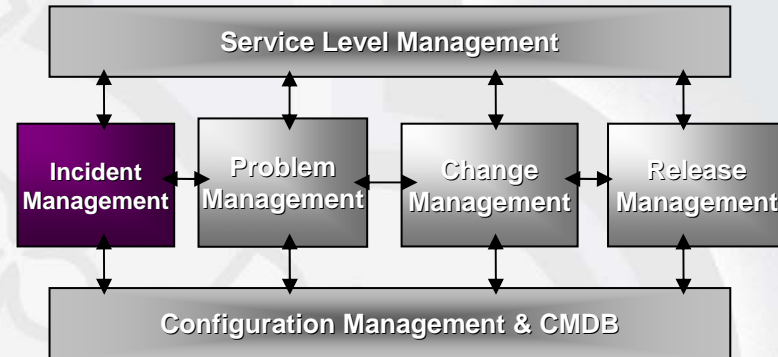 Service Level Management
Incident
Management
Problem
Management
Change
Management
Release
Management
Configuration Management & CMDB